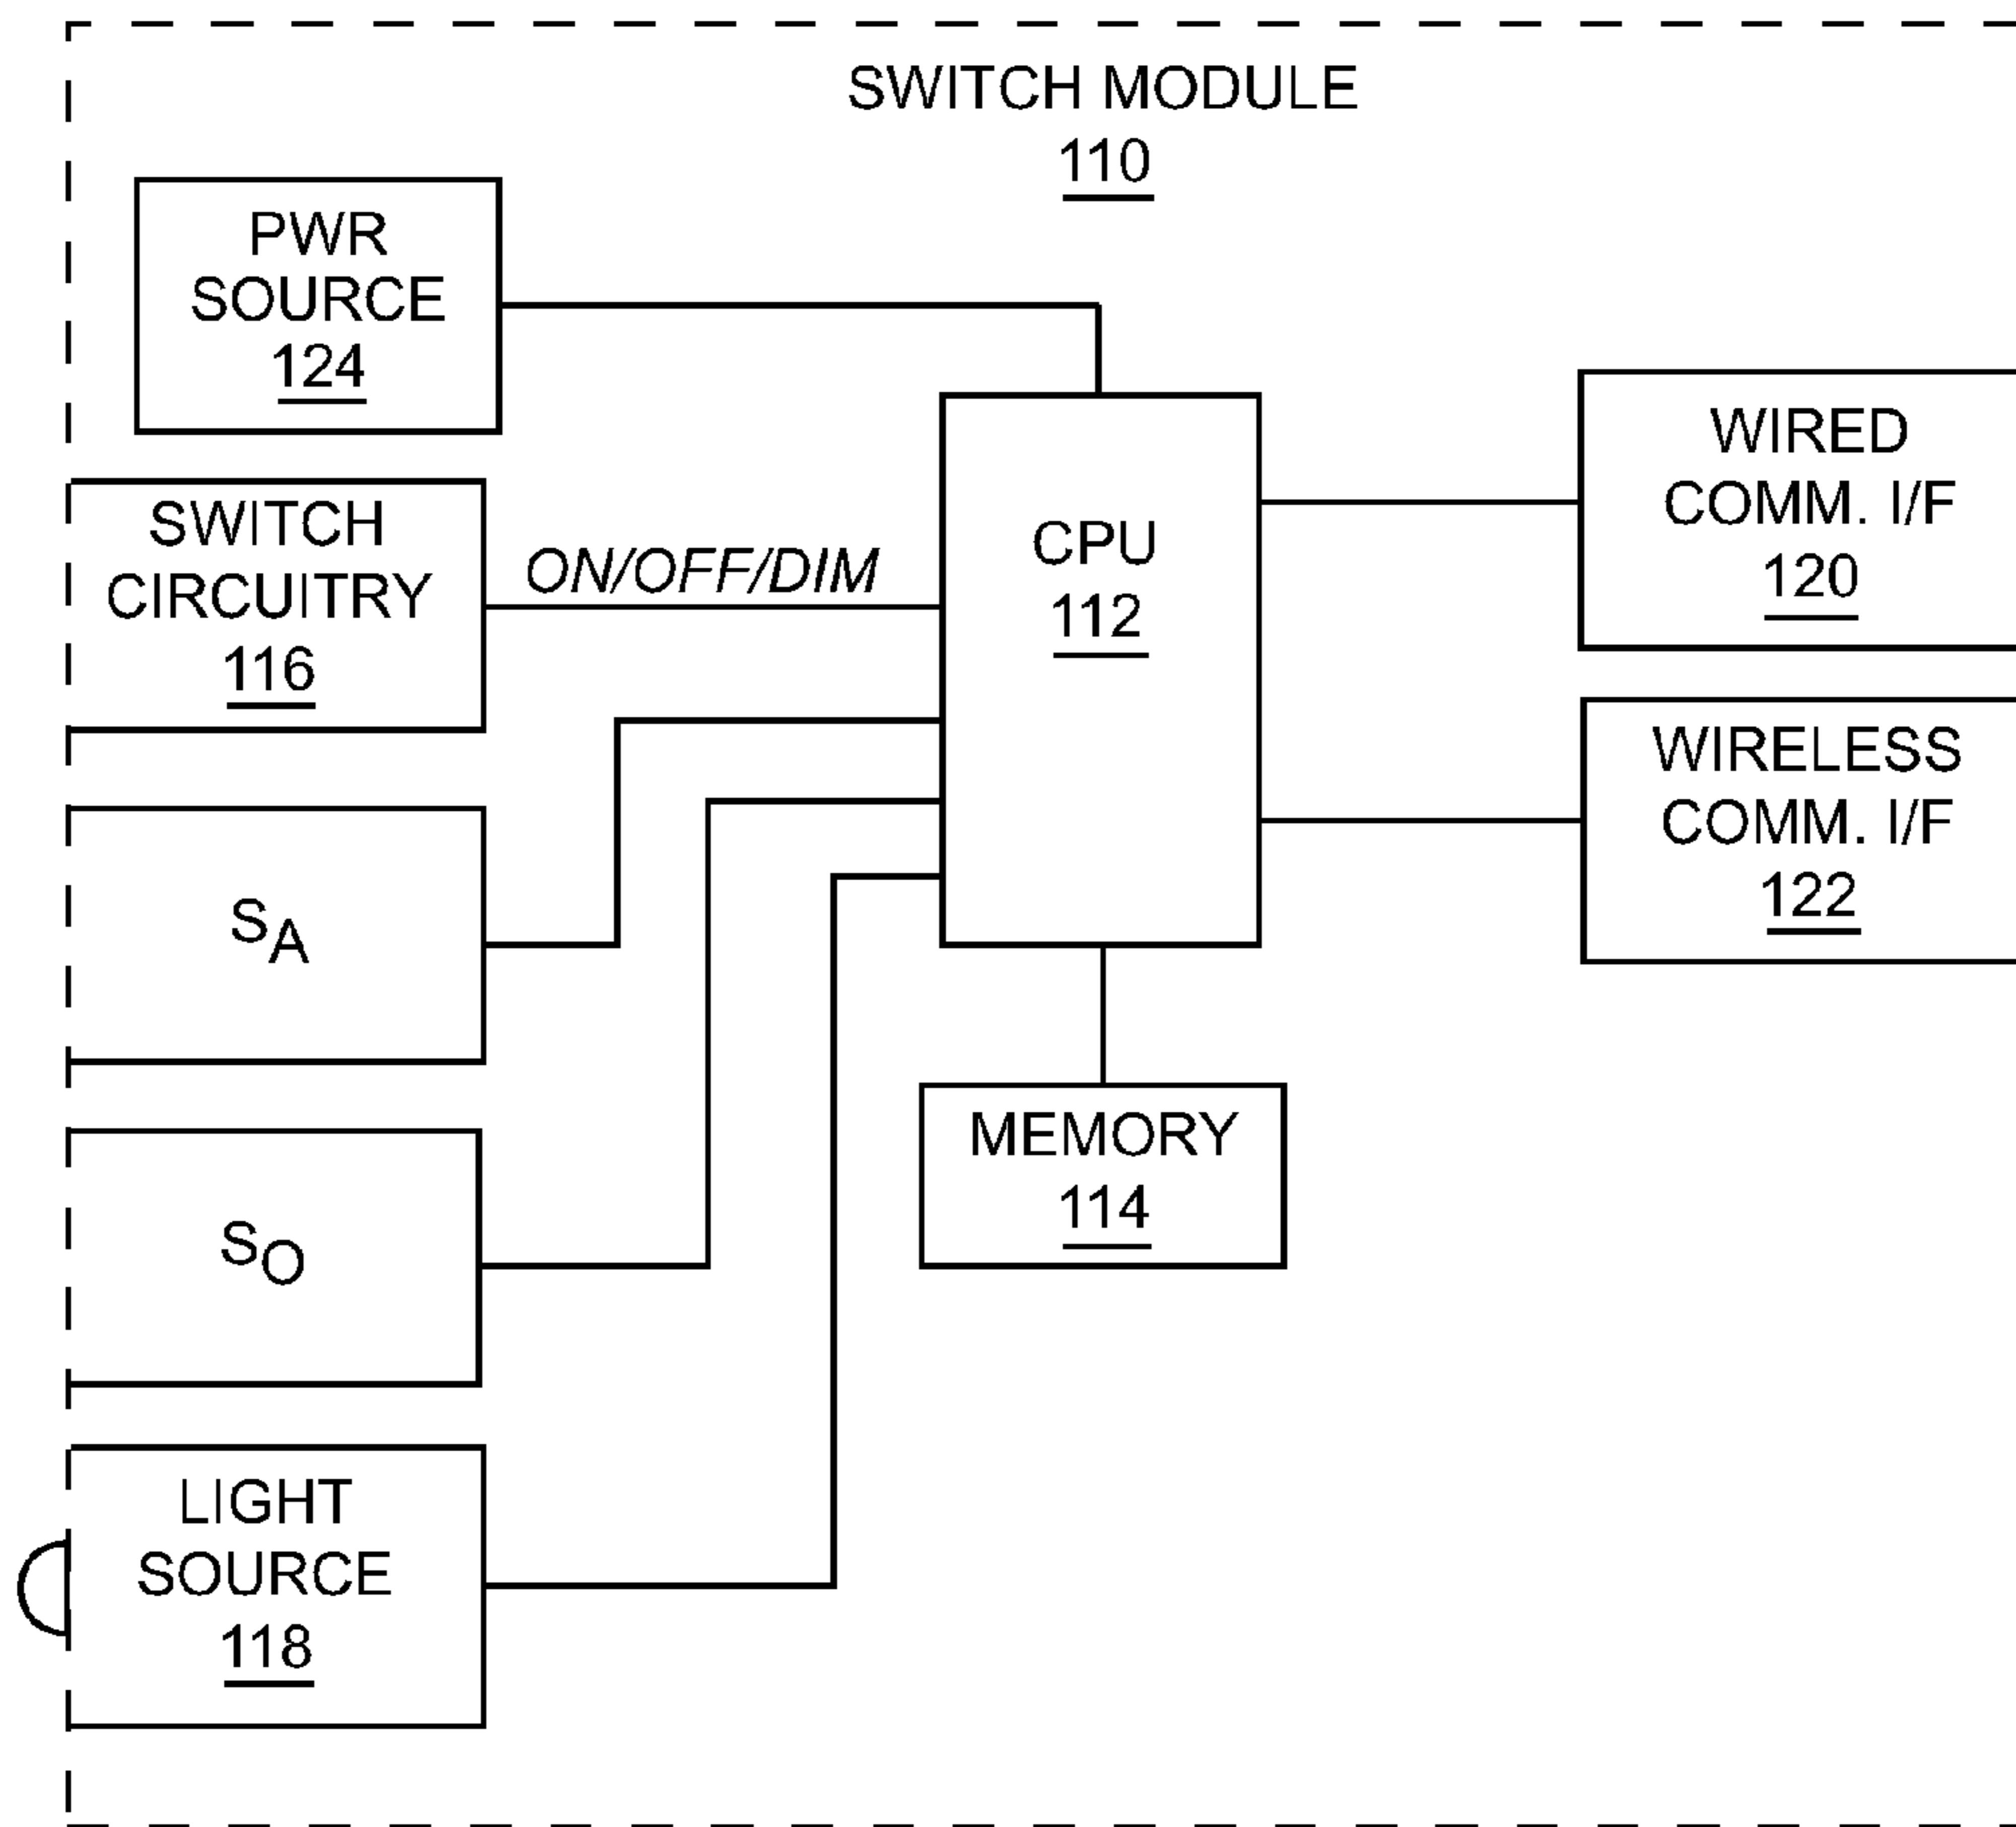 SWITCH MODULE
110
PWR
SOURCE
124
SWITCH
CIRCUITRY
116
ON/OFF/DIM
CPU
112
WIRED
COMM. I/F
120
WIRELESS
COMM. I/F
122
SA
MEMORY
114
SO
LIGHT
SOURCE
118